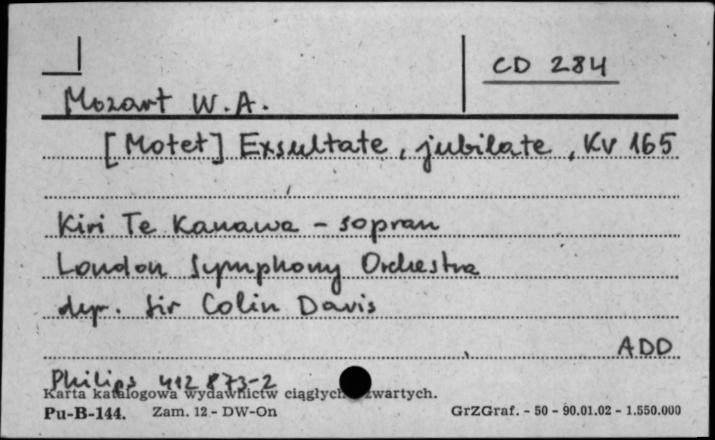 CD 284
Mozart W.A.
[Motet] Exsultate, jubilate, KV 165
Kiri Te Kanawa - sopran
London Symphony Orchestra
dyr. Sir Colin Davis
ADD
Philips 412 873-2
Karta katalogowa wydawnictw ciągłych zwartych.
Pu-B-144. Zam. 12 - DW-On GrZGraf. - 50 - 90.01.02 - 1.550.000